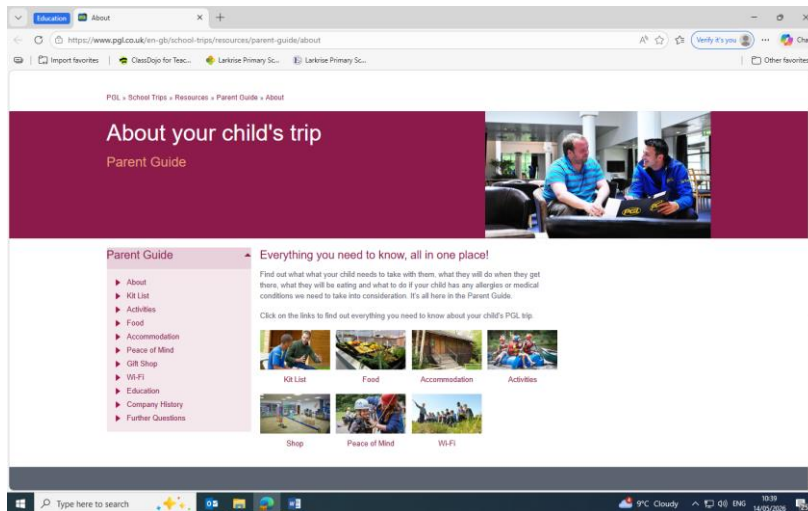 Education
About
https://www.pgl.co.uk/en-gb/school-trips/resources/parent-guide/about
Verify it's you
Import favorites
ClassDojo for Teac...
Larkrise Primary Sc...
Larkrise Primary Sc...
Other favorites
PGL » School Trips » Resources » Parent Guide » About
About your child's trip
Parent Guide
PGL
Parent Guide
About
Kit List
Activities
Food
Accommodation
Peace of Mind
Gift Shop
Wi-Fi
Education
Company History
Further Questions
Everything you need to know, all in one place!
Find out what what your child needs to take with them, what they will do when they get
there, what they will be eating and what to do if your child has any allergies or medical
conditions we need to take into consideration. It's all here in the Parent Guide.
Click on the links to find out everything you need to know about your child's PGL trip.
Kit List
Food
Accommodation
Activities
Shop
Peace of Mind
Wi-Fi
Type here to search
9°C Cloudy
ENG
10:39
14/05/2026